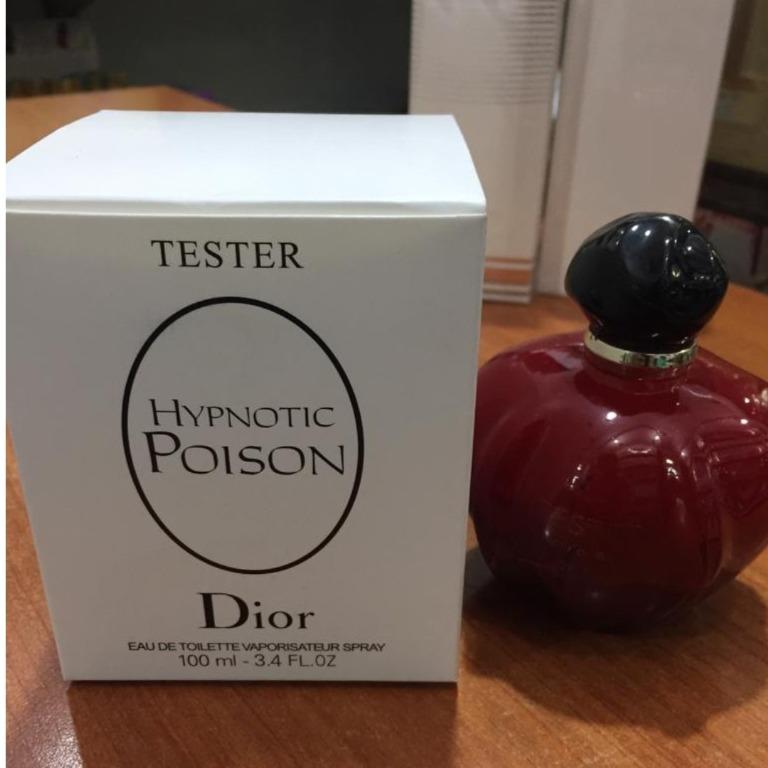 TESTER
HYPNOTIC
POISON
Dior
EAU DE TOILETTE VAPORISATEUR SPRAY
100 ml - 3.4 FL.OZ